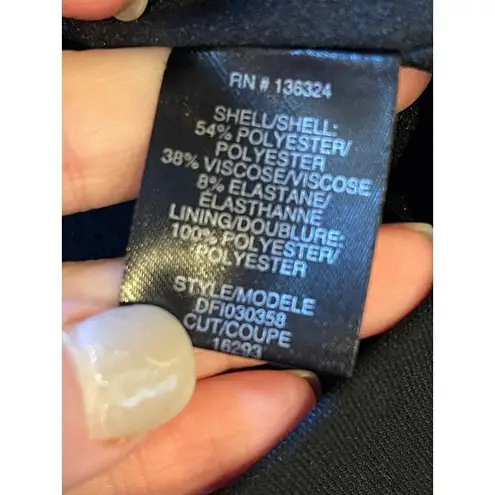 RN # 136324
SHELL/SHELL:
54% POLYESTER/
POLYESTER
38% VISCOSE/VISCOSE
8% ELASTANE/
ELASTHANNE
LINING/DOUBLURE:
100% POLYESTER/
POLYESTER
STYLE/MODELE
DFI030358
CUT/COUPE
16293